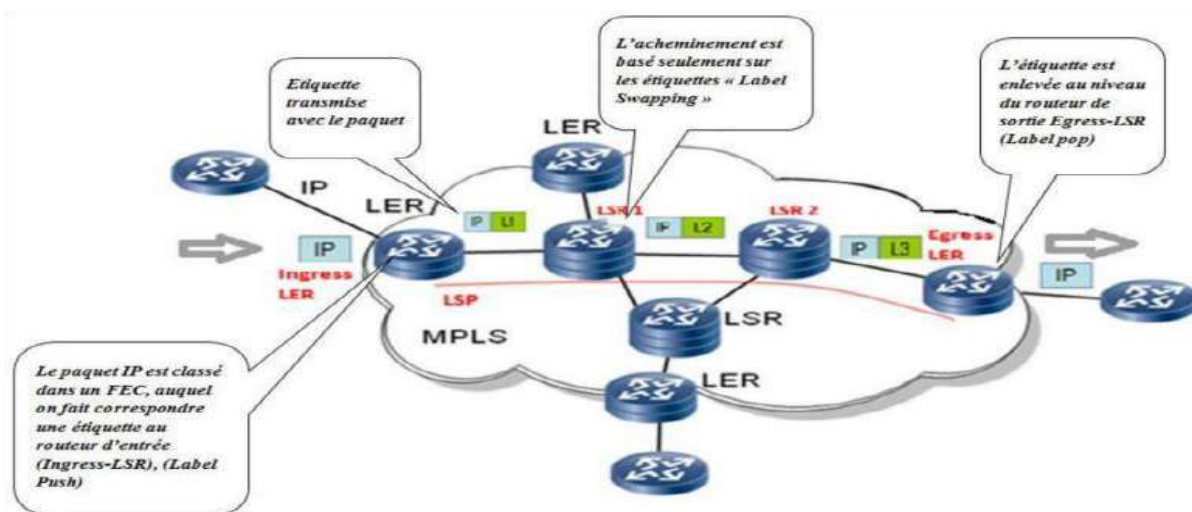 L'acheminement est
basé seulement sur
les étiquettes « Label
Swapping »
L'étiquette est
enlevée au niveau
du routeur de
sortie Egress-LSR
(Label pop)
Etiquette
transmise
avec le paquet
LER
IP
LER
IP L1
LSR 1
IP L2
LSR 2
IP L3
Egress
LER
IP
Ingress
LER
IP
LSP
MPLS
LSR
LER
Le paquet IP est classé
dans un FEC, auquel
on fait correspondre
une étiquette au
routeur d'entrée
(Ingress-LSR), (Label
Push)